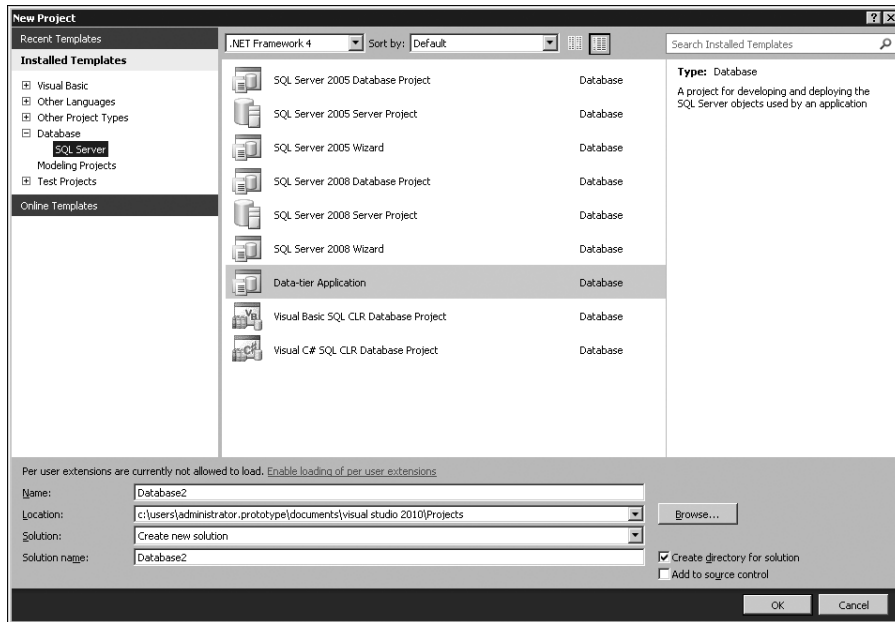 New Project
Recent Templates
Installed Templates
Visual Basic
Other Languages
Other Project Types
Database
SQL Server
Modeling Projects
Test Projects
Online Templates
.NET Framework 4
Sort by: Default
SQL Server 2005 Database Project Database
SQL Server 2005 Server Project Database
SQL Server 2005 Wizard Database
SQL Server 2008 Database Project Database
SQL Server 2008 Server Project Database
SQL Server 2008 Wizard Database
Data-tier Application Database
VB Visual Basic SQL CLR Database Project Database
C# Visual C# SQL CLR Database Project Database
Search Installed Templates
Type: Database
A project for developing and deploying the
SQL Server objects used by an application
Per user extensions are currently not allowed to load. Enable loading of per user extensions
Name: Database2
Location: c:\users\administrator.prototype\documents\visual studio 2010\Projects Browse...
Solution: Create new solution
Solution name: Database2
Create directory for solution
Add to source control
OK Cancel